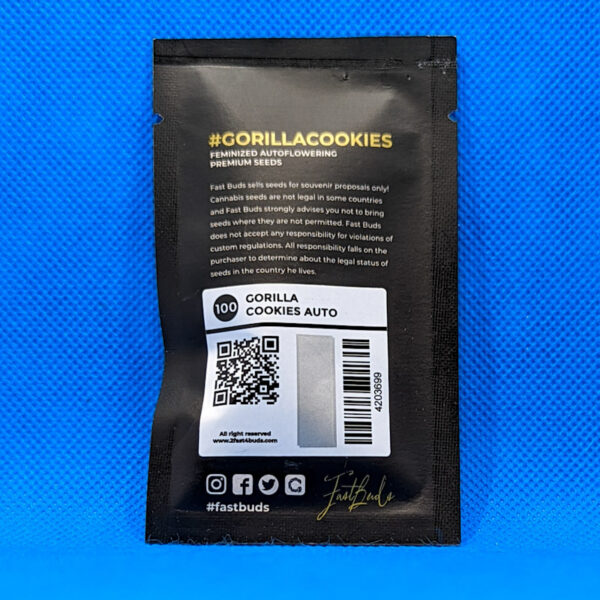 #GORILLACOOKIES
FEMINIZED AUTOFLOWERING
PREMIUM SEEDS
Fast Buds sells seeds for souvenir proposals only!
Cannabis seeds are not legal in some countries
and Fast Buds strongly advises you not to bring
seeds where they are not permitted. Fast Buds
does not accept any responsibility for violations of
custom regulations. All responsibility falls on the
purchaser to determine about the legal status of
seeds in the country he lives.
100
GORILLA
COOKIES AUTO
4203699
All right reserved
www.2fast4buds.com
#fastbuds
FastBuds